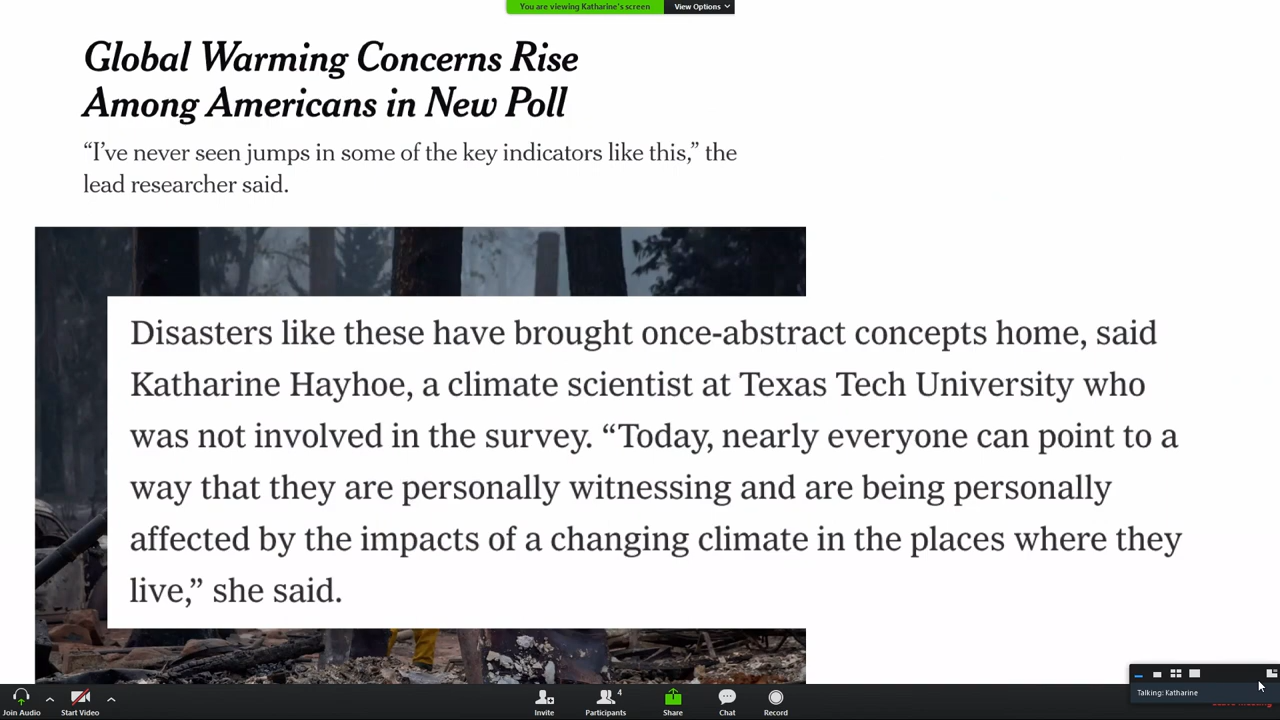 You are viewing Katharine's screen
View Options
Global Warming Concerns Rise
Among Americans in New Poll
“I’ve never seen jumps in some of the key indicators like this,” the
lead researcher said.
Disasters like these have brought once-abstract concepts home, said
Katharine Hayhoe, a climate scientist at Texas Tech University who
was not involved in the survey. “Today, nearly everyone can point to a
way that they are personally witnessing and are being personally
affected by the impacts of a changing climate in the places where they
live,” she said.
Talking: Katharine
Join Audio
Start Video
Invite
Participants
4
Share
Chat
Record